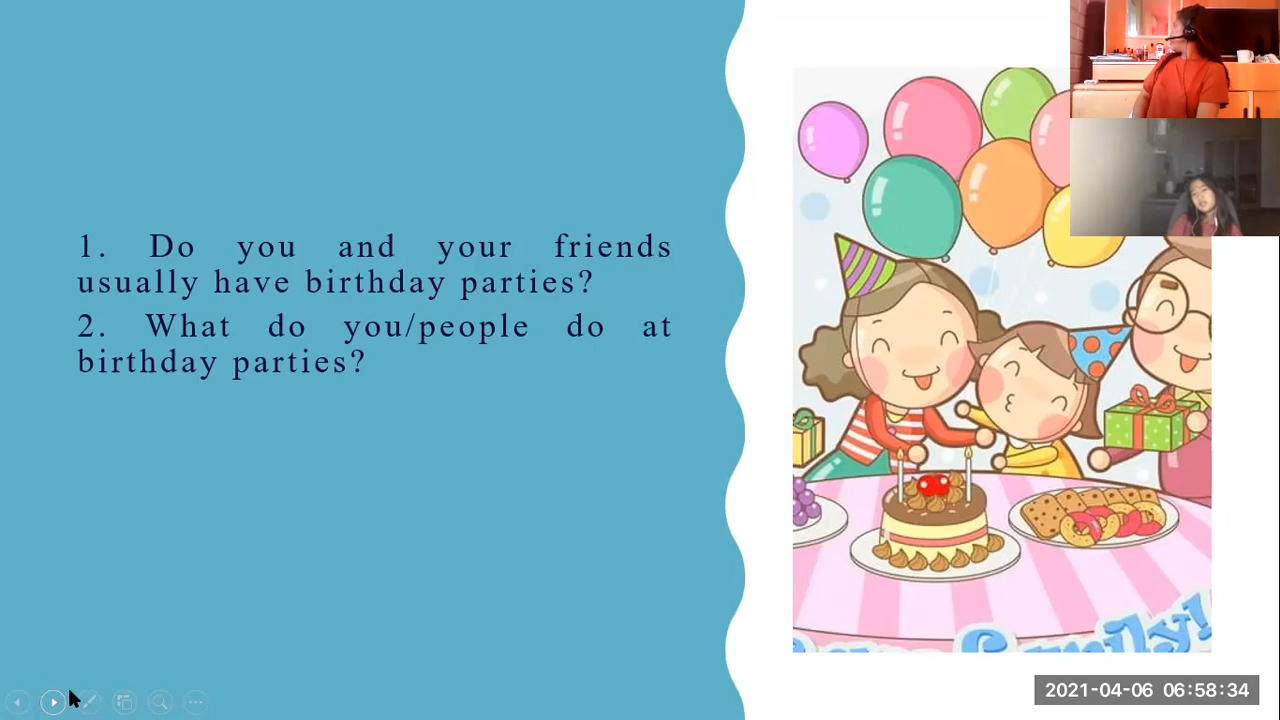 1. Do you and your friends
usually have birthday parties?
2. What do you/people do at
birthday parties?
2021-04-06 06:58:34